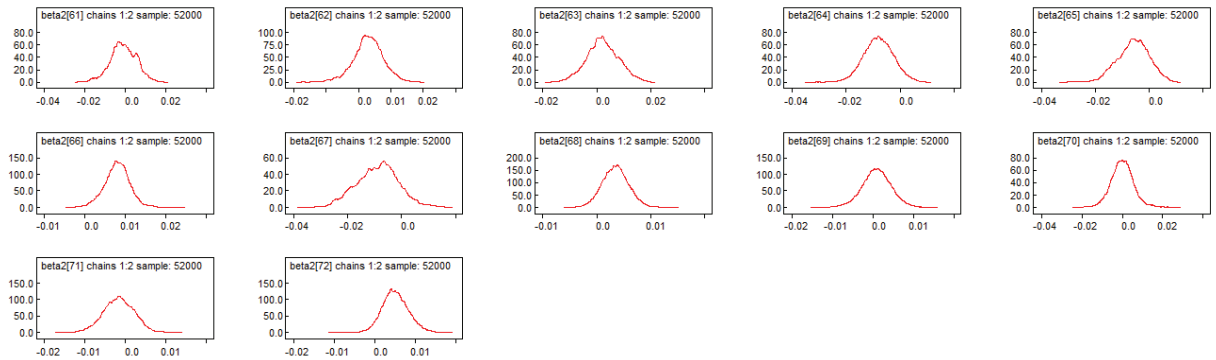 beta2[61] chains 1:2 sample: 52000
80.0
60.0
40.0
20.0
0.0
-0.04 -0.02 0.0 0.02
beta2[62] chains 1:2 sample: 52000
100.0
75.0
50.0
25.0
0.0
-0.02 -0.01 0.0 0.01 0.02
beta2[63] chains 1:2 sample: 52000
80.0
60.0
40.0
20.0
0.0
-0.02 0.0 0.02
beta2[64] chains 1:2 sample: 52000
80.0
60.0
40.0
20.0
0.0
-0.04 -0.02 0.0
beta2[65] chains 1:2 sample: 52000
80.0
60.0
40.0
20.0
0.0
-0.04 -0.02 0.0
beta2[66] chains 1:2 sample: 52000
150.0
100.0
50.0
0.0
-0.01 0.0 0.01 0.02
beta2[67] chains 1:2 sample: 52000
60.0
40.0
20.0
0.0
-0.04 -0.02 0.0
beta2[68] chains 1:2 sample: 52000
200.0
150.0
100.0
50.0
0.0
-0.01 0.0 0.01
beta2[69] chains 1:2 sample: 52000
150.0
100.0
50.0
0.0
-0.02 -0.01 0.0 0.01
beta2[70] chains 1:2 sample: 52000
80.0
60.0
40.0
20.0
0.0
-0.04 -0.02 0.0 0.02
beta2[71] chains 1:2 sample: 52000
150.0
100.0
50.0
0.0
-0.02 -0.01 0.0 0.01
beta2[72] chains 1:2 sample: 52000
150.0
100.0
50.0
0.0
-0.02 -0.01 0.0 0.01